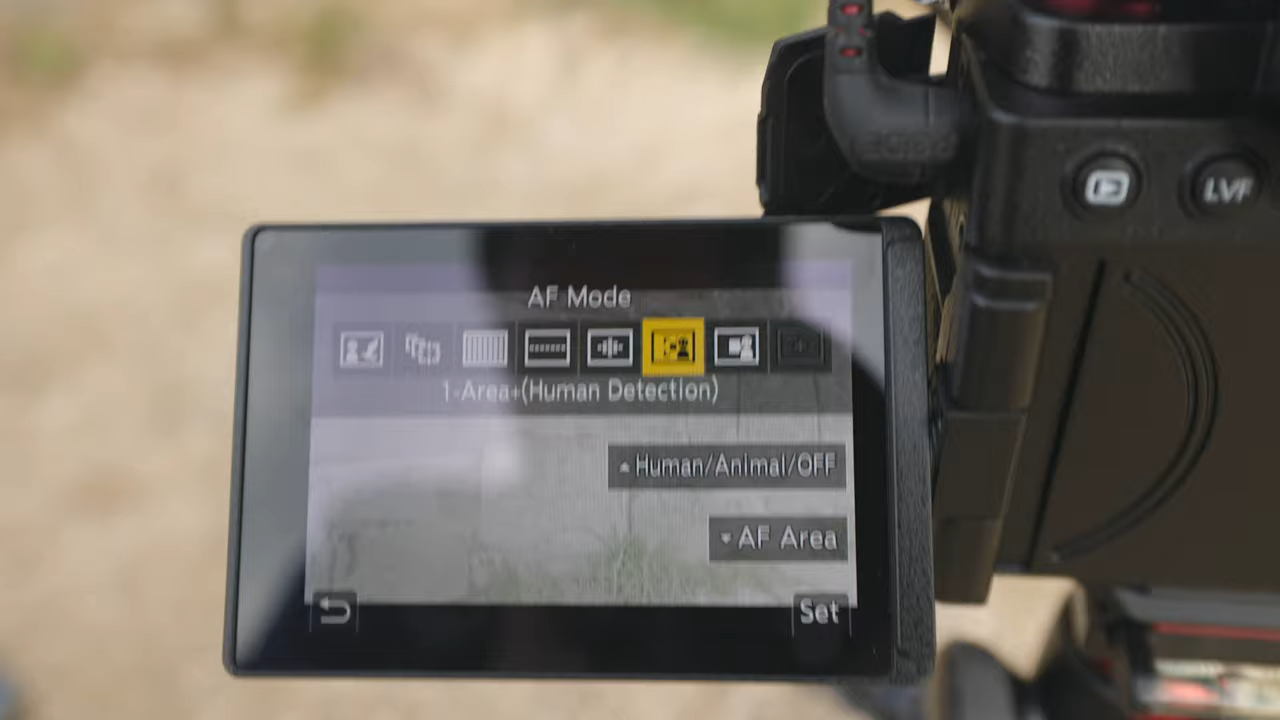 LVF
AF Mode
1-Area+(Human Detection)
Human/Animal/OFF
AF Area
Set